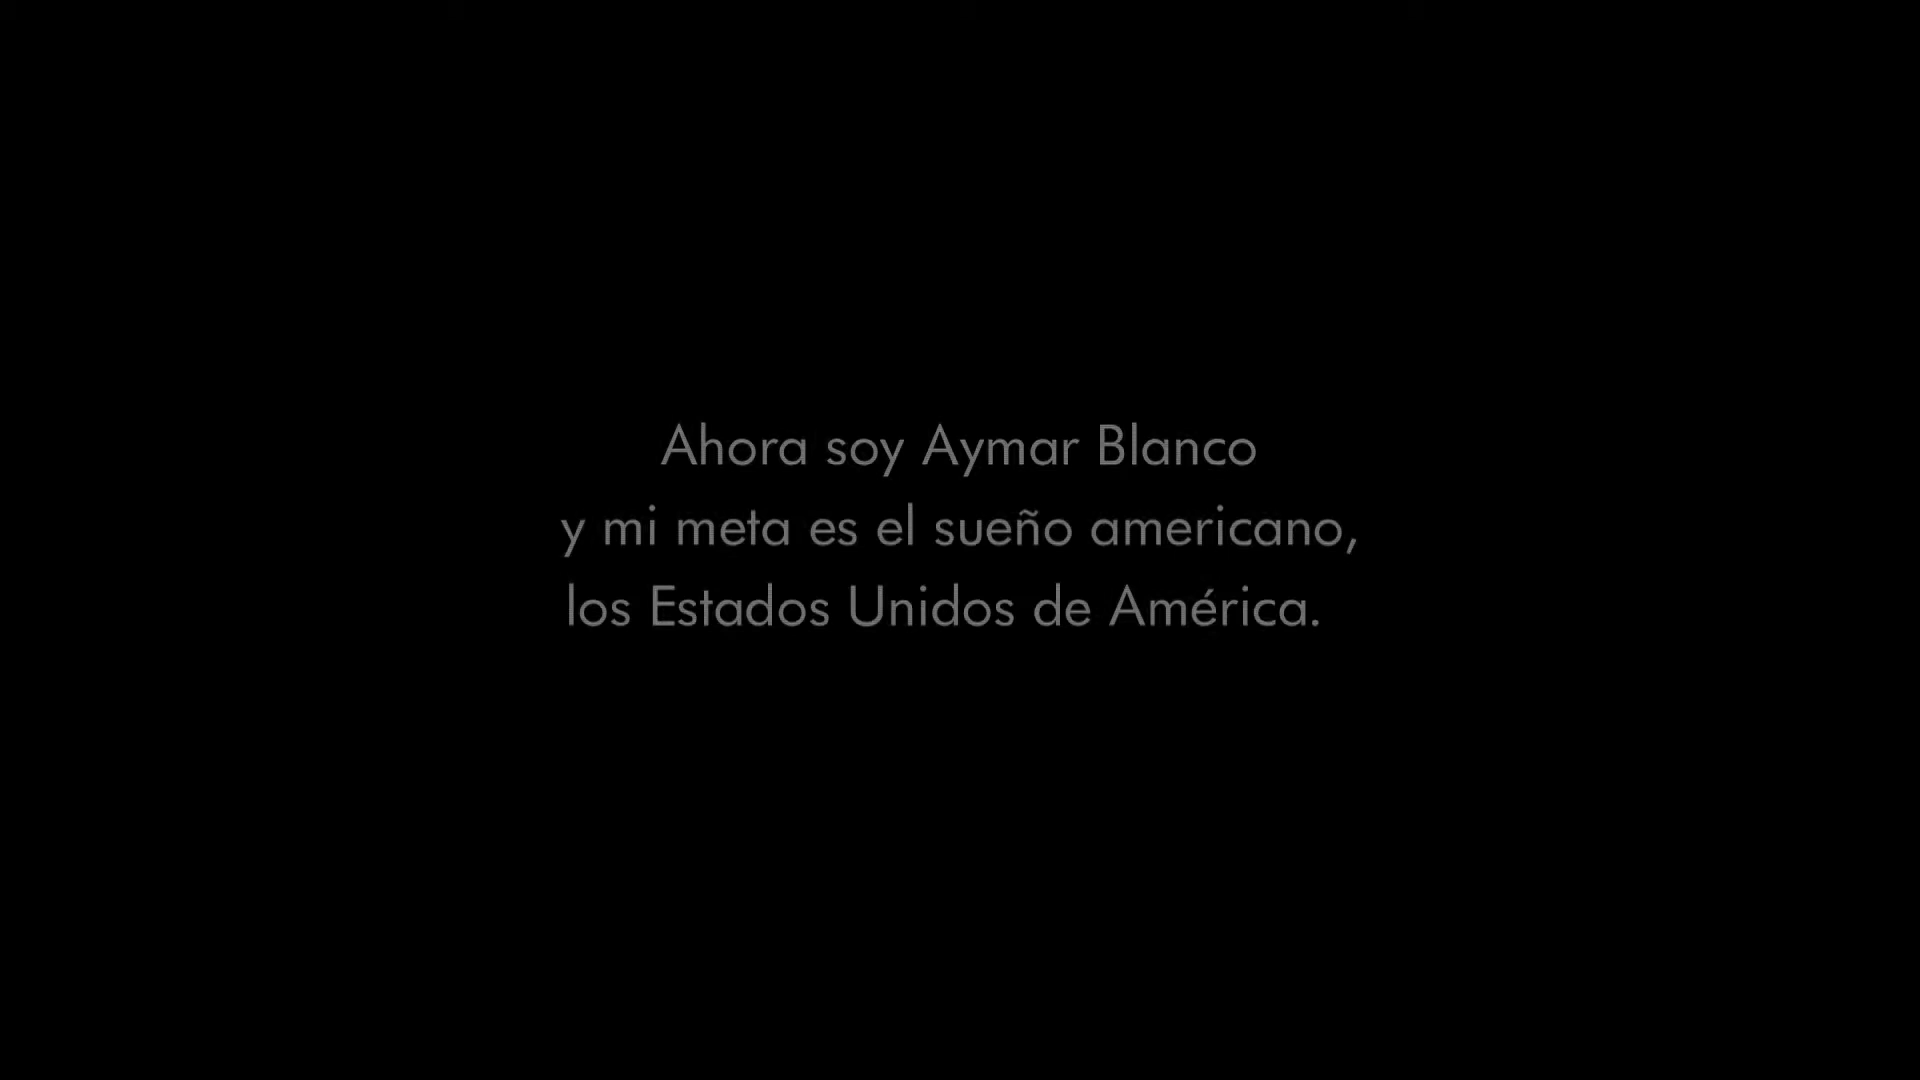 Ahora soy Aymar Blanco
y mi meta es el sueño americano,
los Estados Unidos de América.